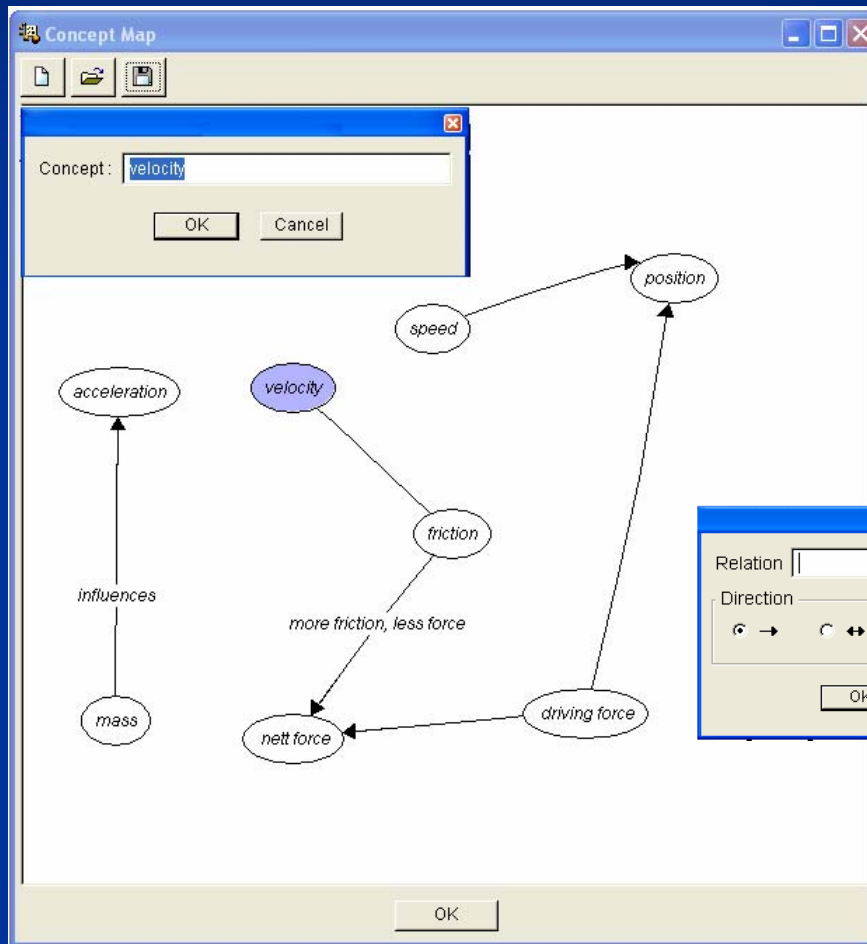 Concept Map
Concept : velocity
OK Cancel
position
speed
acceleration
velocity
friction
Relation
Direction
influences
more friction, less force
OK
mass
nett force
driving force
OK